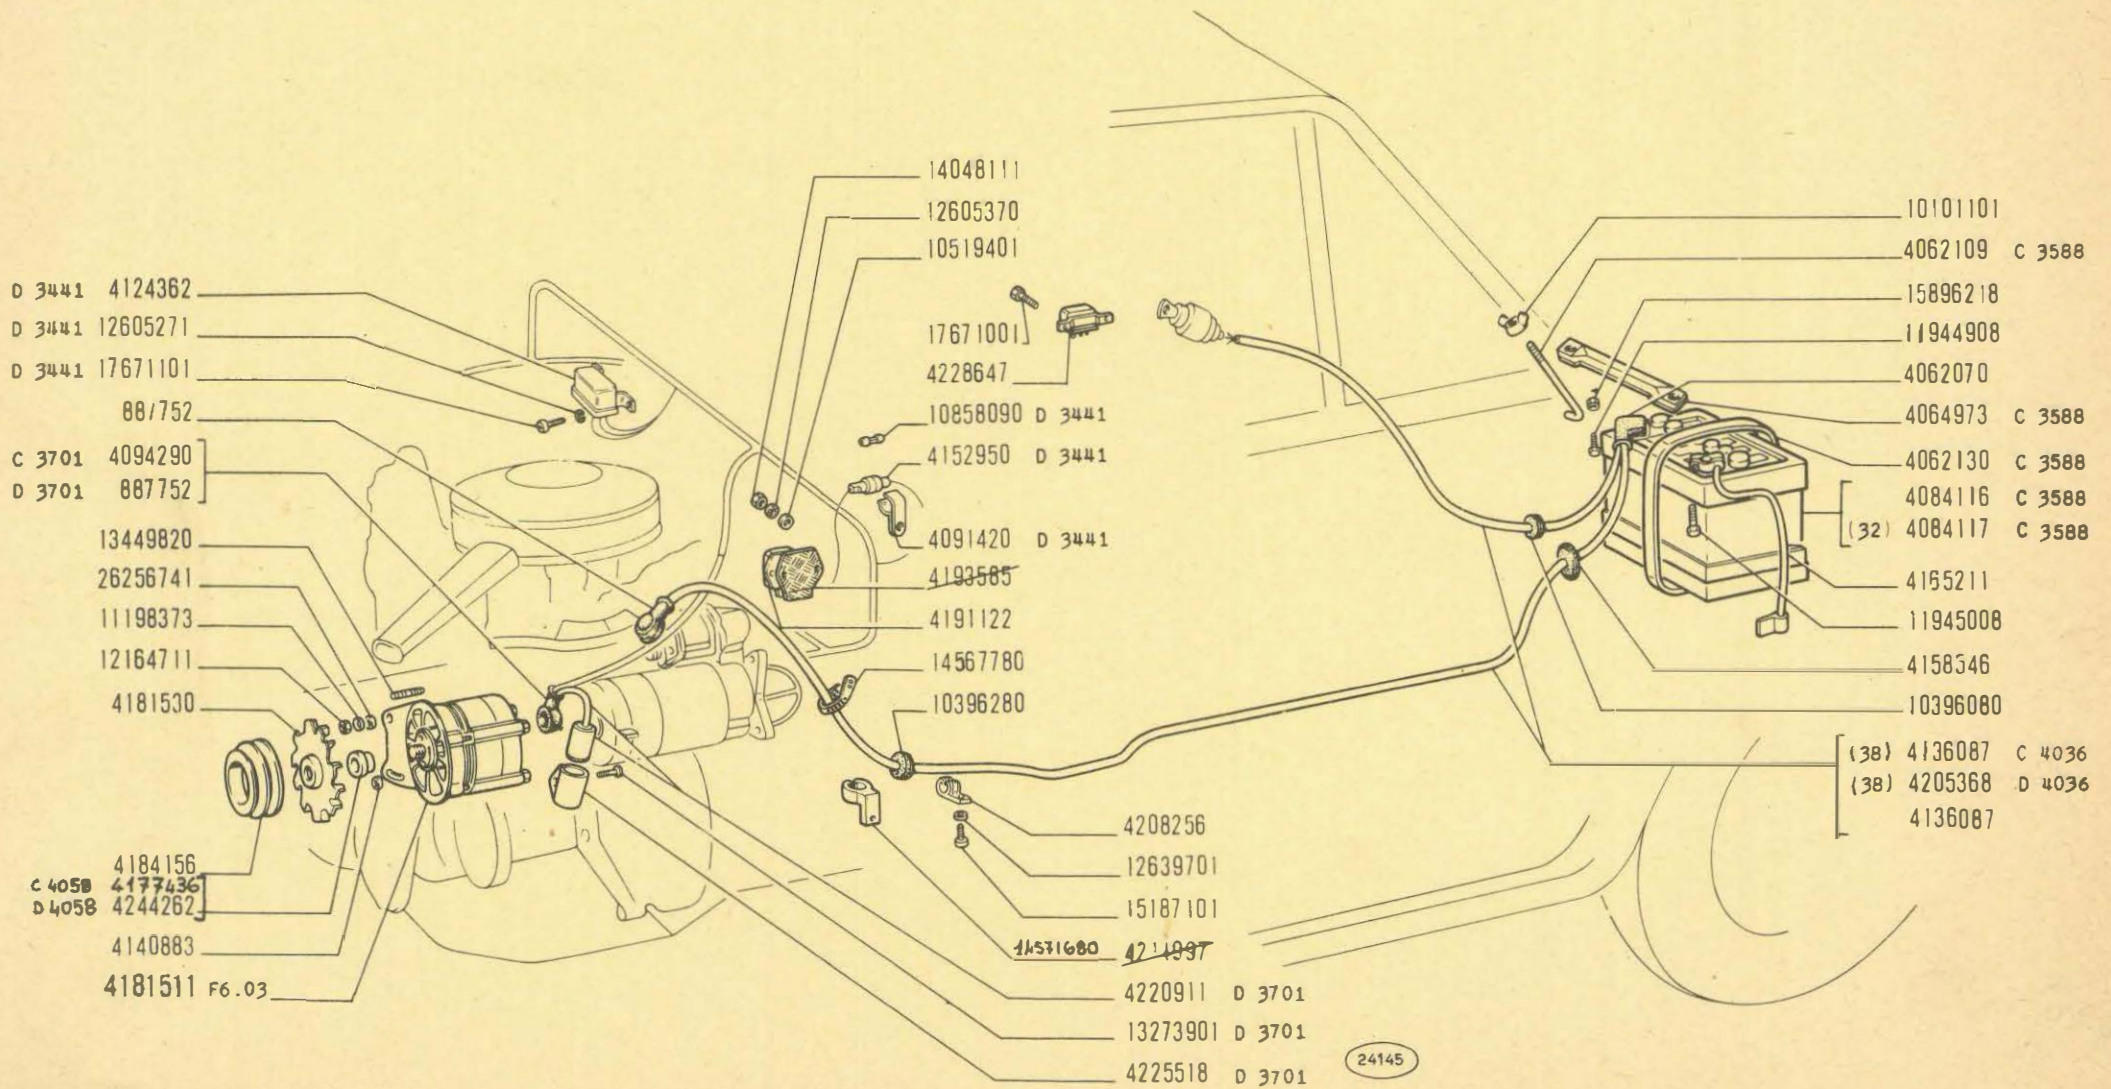 D 3441 4124362
D 3441 12605271
D 3441 17671101
88/752
C 3701 4094290
D 3701 887752
13449820
26256741
11198373
12164711
4181530
4184156
C 4058 4177436
D 4058 4244262
4140883
4181511 F6.03
14048111
12605370
10519401
17671001
4228647
10858090 D 3441
4152950 D 3441
4091420 D 3441
4193585
4191122
14567780
10396280
4208256
12639701
15187101
14571680 4214997
4220911 D 3701
13273901 D 3701
4225518 D 3701
24145
10101101
4062109 C 3588
15896218
11944908
4062070
4064973 C 3588
4062130 C 3588
4084116 C 3588
(32) 4084117 C 3588
4165211
11945008
4158346
10396080
(38) 4136087 C 4036
(38) 4205368 D 4036
4136087